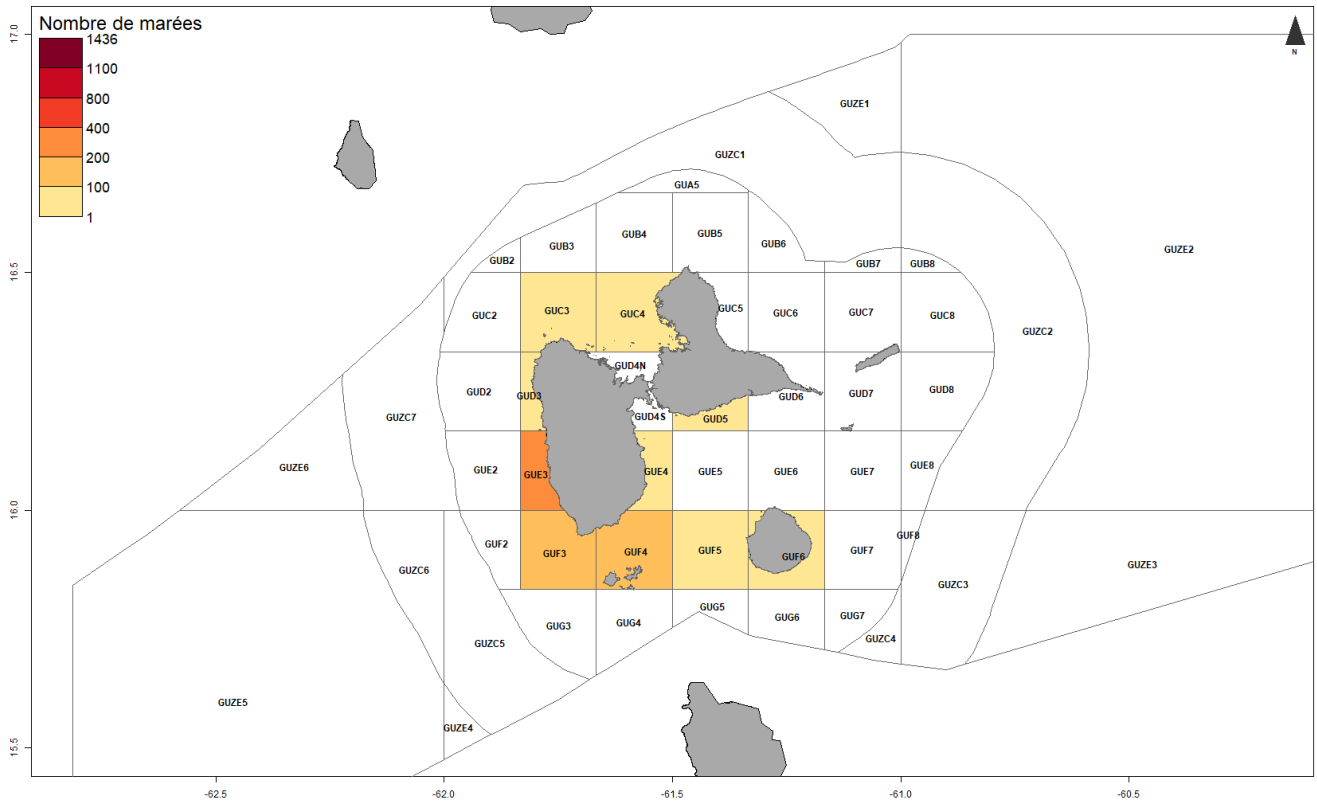 Nombre de marées
1436
1100
800
400
200
100
1
N
17.0
16.5
16.0
15.5
-62.5
-62.0
-61.5
-61.0
-60.5
GUZE1
GUZC1
GUA5
GUB2
GUB3
GUB4
GUB5
GUB6
GUB7
GUB8
GUZE2
GUC2
GUC3
GUC4
GUC5
GUC6
GUC7
GUC8
GUZC2
GUD4N
GUZC7
GUD2
GUD3
GUD4S
GUD5
GUD6
GUD7
GUD8
GUZE6
GUE2
GUE3
GUE4
GUE5
GUE6
GUE7
GUE8
GUZC6
GUF2
GUF3
GUF4
GUF5
GUF6
GUF7
GUF8
GUZC3
GUZE3
GUZC5
GUG3
GUG4
GUG5
GUG6
GUG7
GUZC4
GUZE5
GUZE4